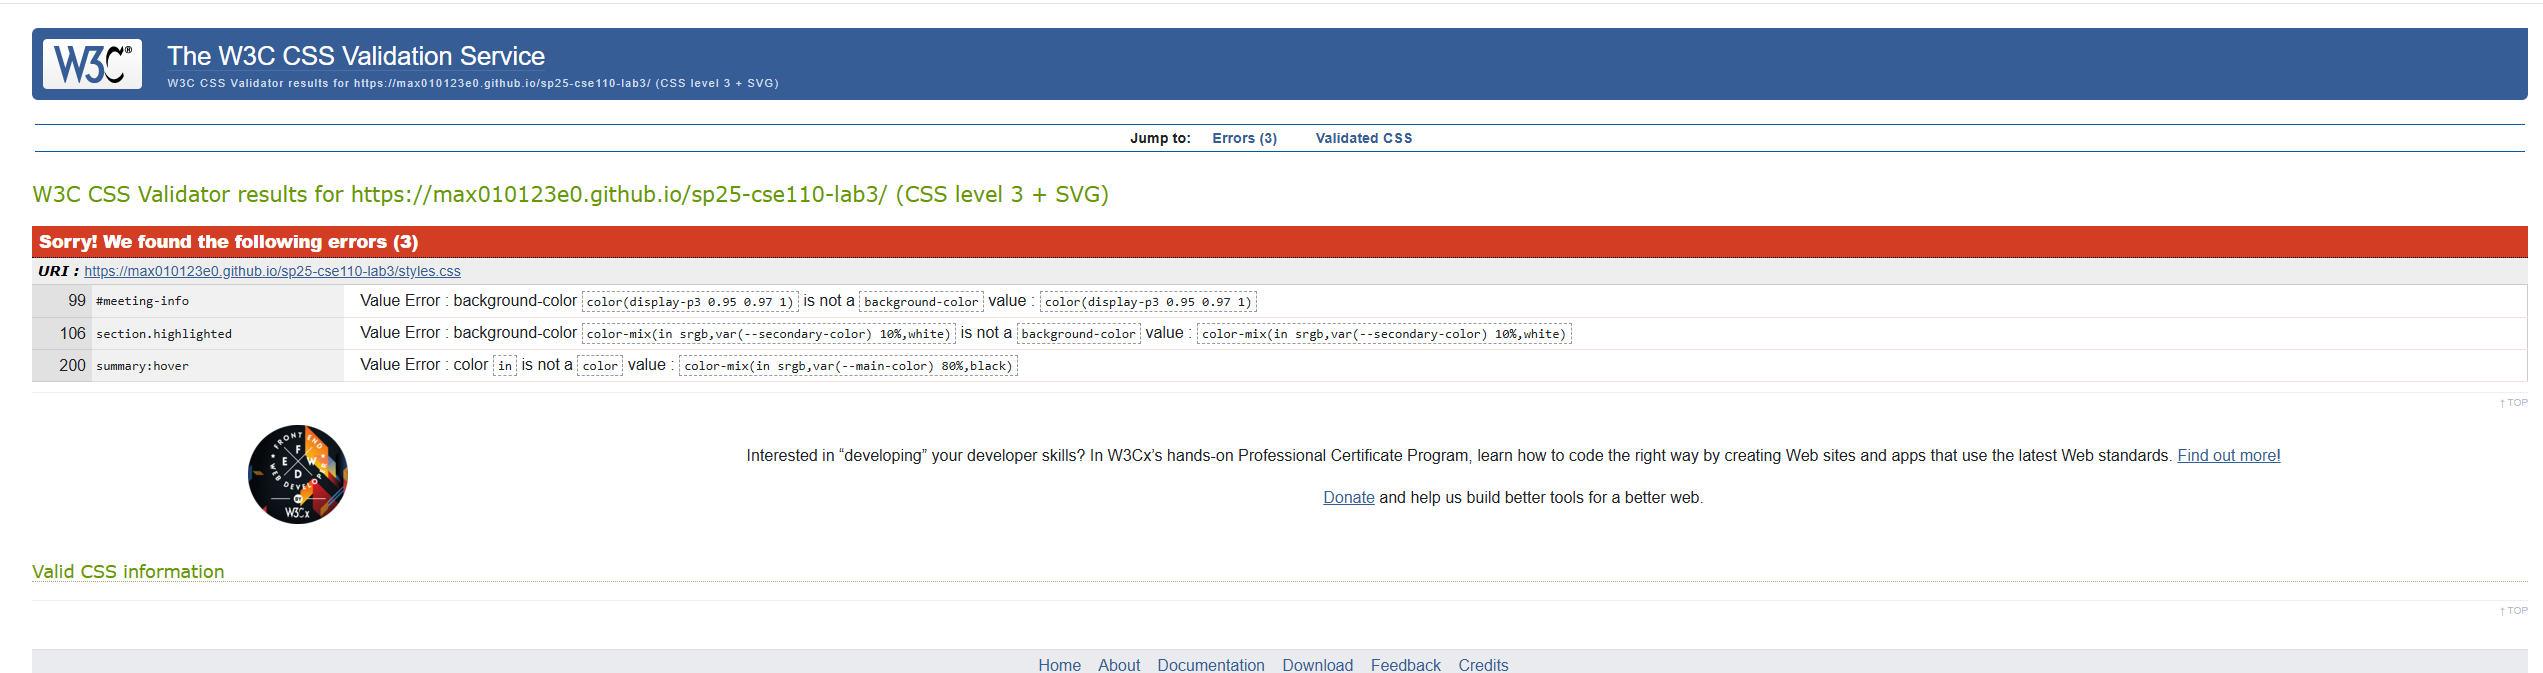 W3C®
The W3C CSS Validation Service
W3C CSS Validator results for https://max010123e0.github.io/sp25-cse110-lab3/ (CSS level 3 + SVG)
Jump to: Errors (3) Validated CSS
W3C CSS Validator results for https://max010123e0.github.io/sp25-cse110-lab3/ (CSS level 3 + SVG)
Sorry! We found the following errors (3)
URI : https://max010123e0.github.io/sp25-cse110-lab3/styles.css
99 #meeting-info Value Error : background-color color(display-p3 0.95 0.97 1) is not a background-color value : color(display-p3 0.95 0.97 1)
106 section.highlighted Value Error : background-color color-mix(in srgb,var(--secondary-color) 10%,white) is not a background-color value : color-mix(in srgb,var(--secondary-color) 10%,white)
200 summary:hover Value Error : color in is not a color value : color-mix(in srgb,var(--main-color) 80%,black)
↑ TOP
FRONT END
F
E W
D
WEB DEVELOPER
BY
W3Cx
Interested in “developing” your developer skills? In W3Cx’s hands-on Professional Certificate Program, learn how to code the right way by creating Web sites and apps that use the latest Web standards. Find out more!
Donate and help us build better tools for a better web.
Valid CSS information
↑ TOP
Home About Documentation Download Feedback Credits